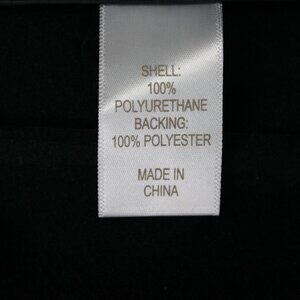 SHELL:
100%
POLYURETHANE
BACKING:
100% POLYESTER
MADE IN
CHINA